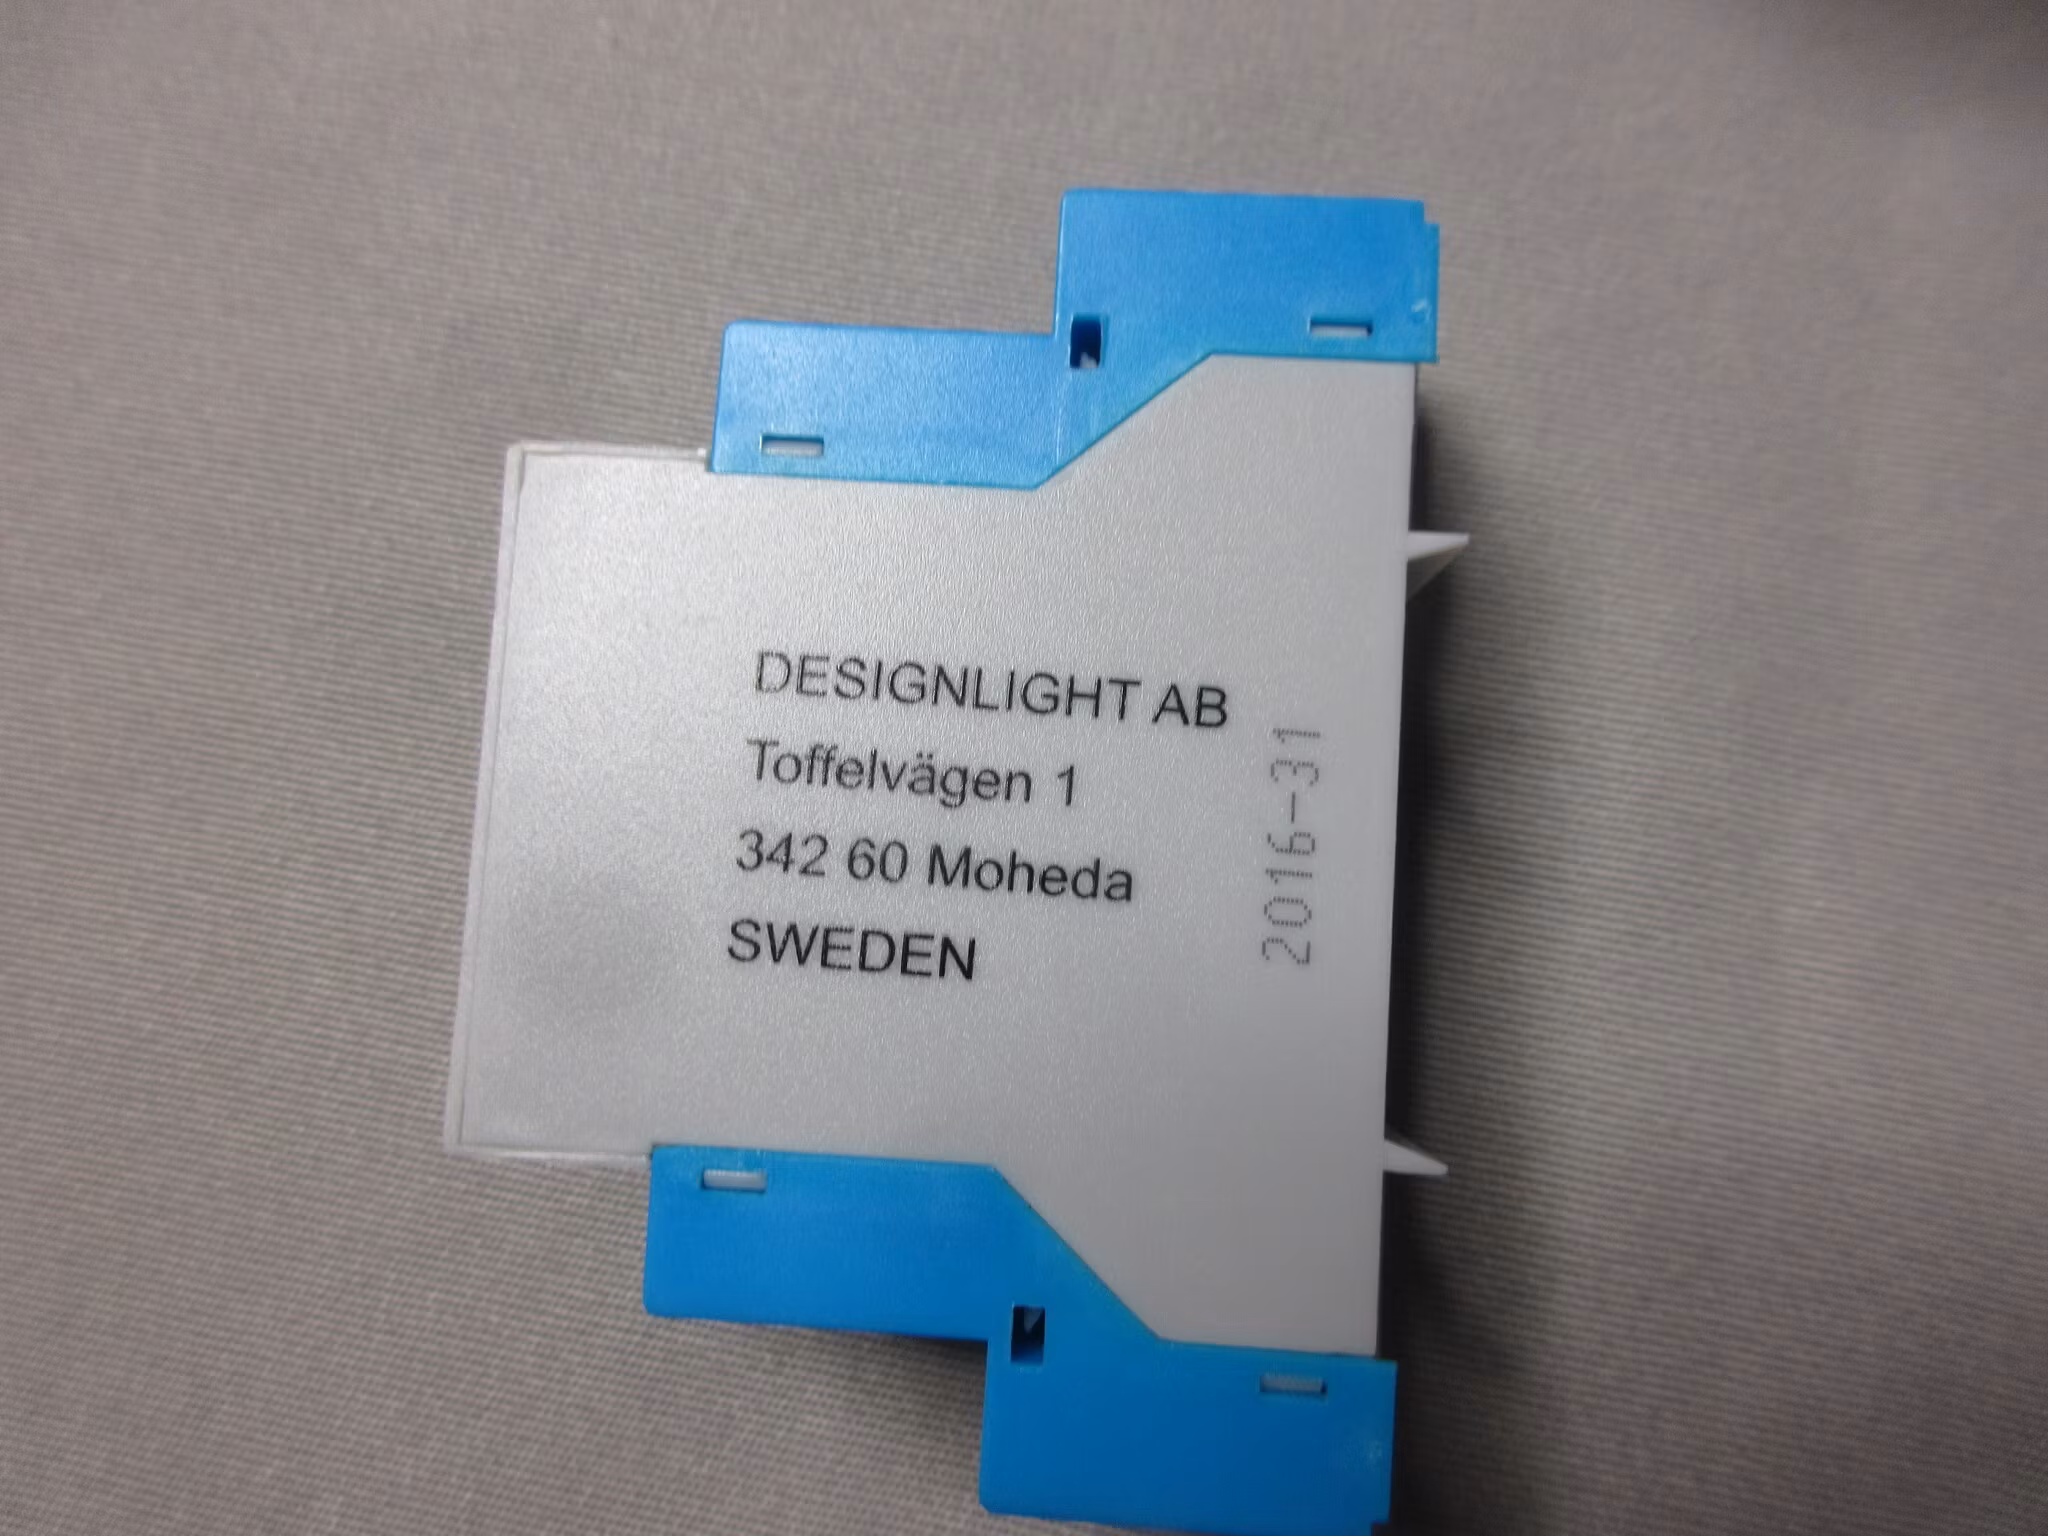 DESIGNLIGHT AB
Toffelvägen 1
342 60 Moheda
SWEDEN
2016-31